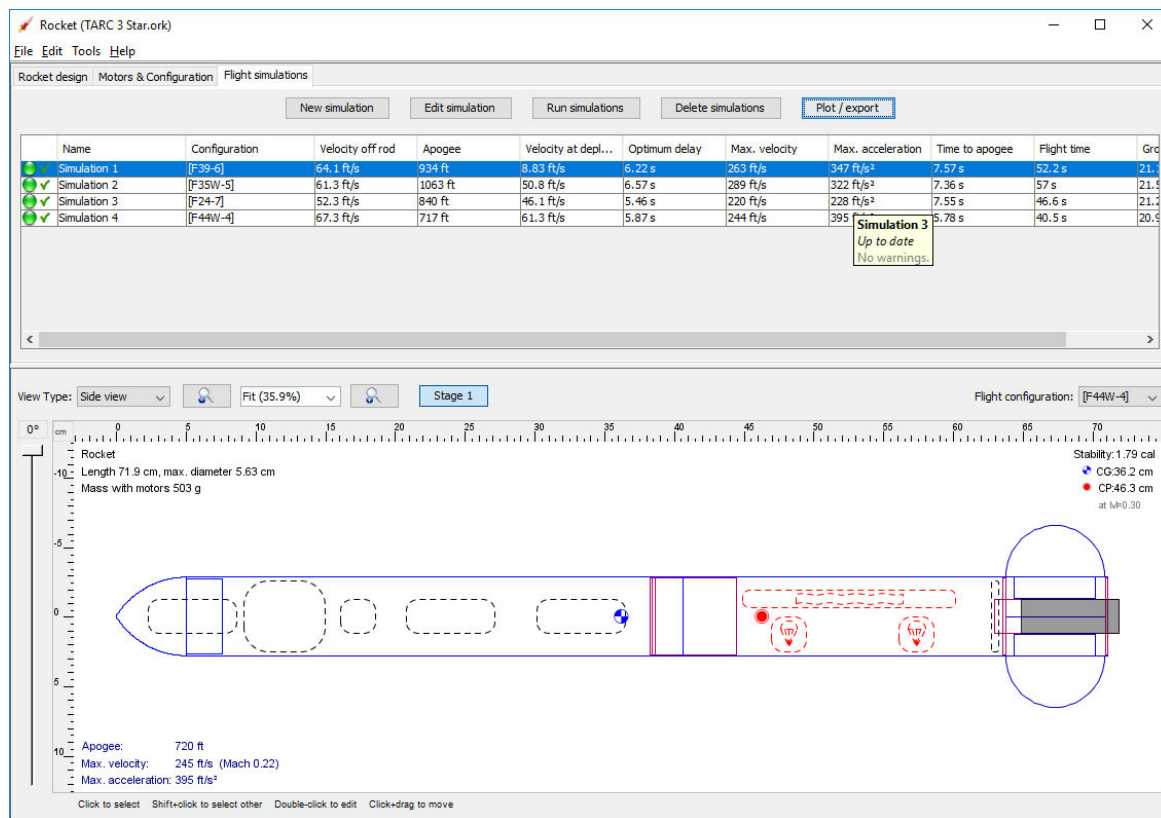 Rocket (TARC 3 Star.ork)
File Edit Tools Help
Rocket design Motors & Configuration Flight simulations
New simulation Edit simulation Run simulations Delete simulations Plot / export
Name Configuration Velocity off rod Apogee Velocity at depl... Optimum delay Max. velocity Max. acceleration Time to apogee Flight time Gro
Simulation 1 [F39-6] 64.1 ft/s 934 ft 8.83 ft/s 6.22 s 263 ft/s 347 ft/s² 7.57 s 52.2 s 21.
Simulation 2 [F35W-5] 61.3 ft/s 1063 ft 50.8 ft/s 6.57 s 289 ft/s 322 ft/s² 7.36 s 57 s 21.5
Simulation 3 [F24-7] 52.3 ft/s 840 ft 46.1 ft/s 5.46 s 220 ft/s 228 ft/s² 7.55 s 46.6 s 21.2
Simulation 4 [F44W-4] 67.3 ft/s 717 ft 61.3 ft/s 5.87 s 244 ft/s 395 5.78 s 40.5 s 20.9
Simulation 3
Up to date
No warnings.
View Type: Side view Fit (35.9%) Stage 1 Flight configuration: [F44W-4]
0° cm 0 5 10 15 20 25 30 35 40 45 50 55 60 65 70
Rocket Stability:1.79 cal
-10 Length 71.9 cm, max. diameter 5.63 cm CG:36.2 cm
Mass with motors 503 g CP:46.3 cm
at M=0.30
-5
0
5
10
Apogee: 720 ft
Max. velocity: 245 ft/s (Mach 0.22)
Max. acceleration: 395 ft/s²
Click to select Shift+click to select other Double-click to edit Click+drag to move